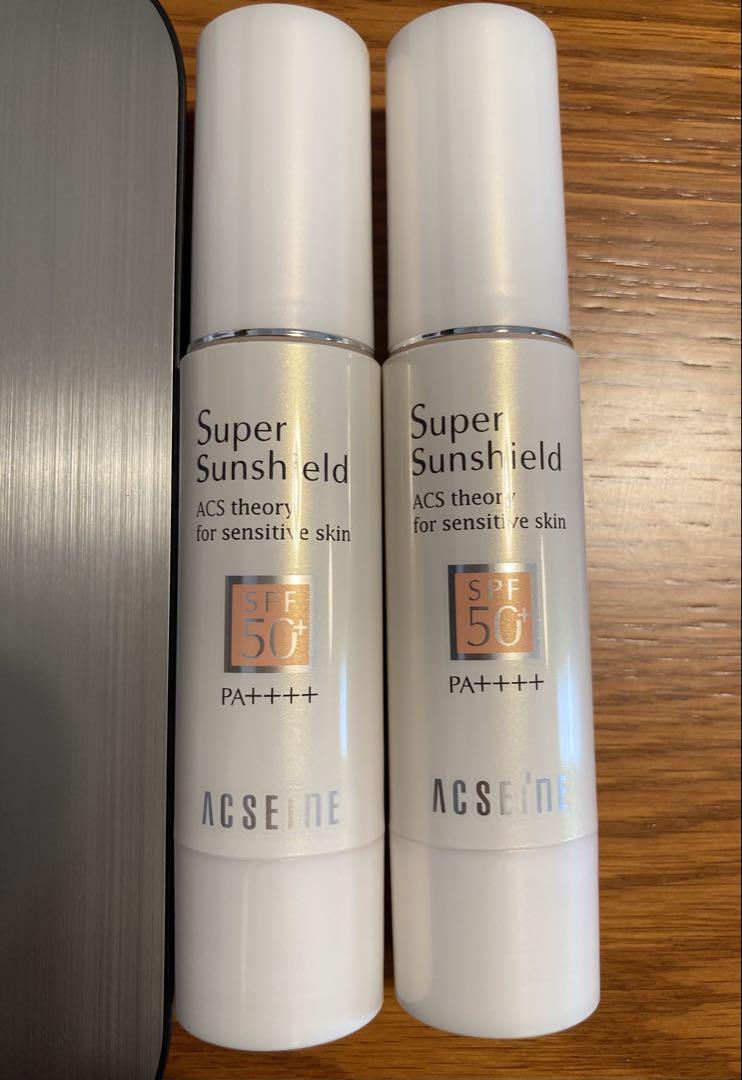 Super
Sunshield
ACS theory
for sensitive skin
SPF
50+
PA++++
ACSEINE
Super
Sunshield
ACS theory
for sensitive skin
SPF
50+
PA++++
ACSEINE